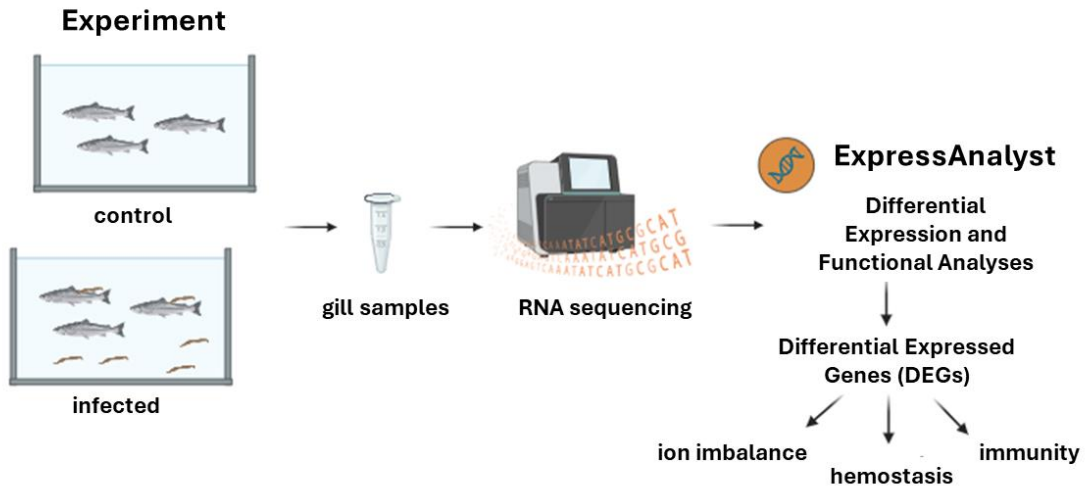 Experiment
control
infected
gill samples
RNA sequencing
ExpressAnalyst
Differential
Expression and
Functional Analyses
Differential Expressed
Genes (DEGs)
ion imbalance
hemostasis
immunity